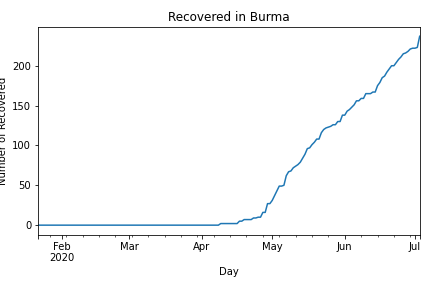 Recovered in Burma
Number of Recovered
200
150
100
50
0
Feb
2020
Mar
Apr
May
Jun
Jul
Day